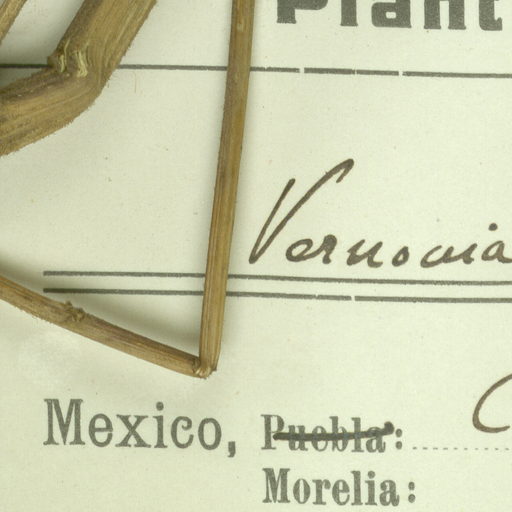 Plant
Vernonia
Mexico, Puebla:
Morelia: